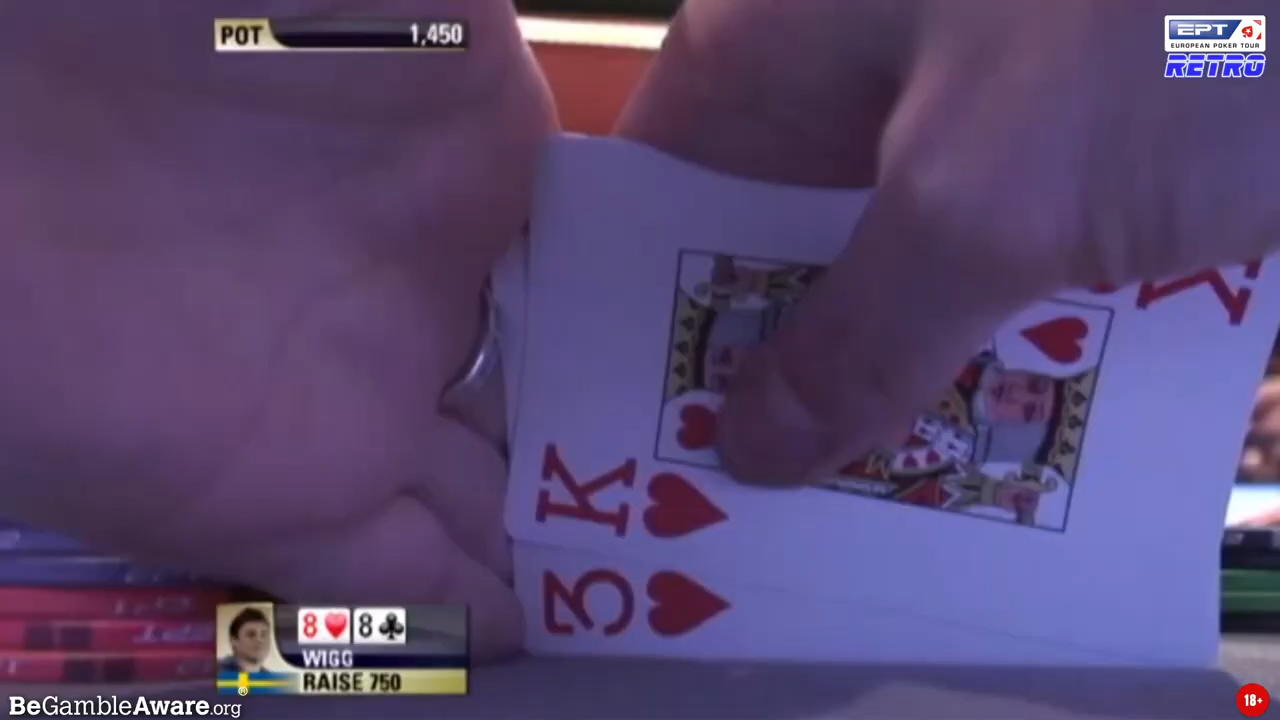 POT 1,450
EPT
EUROPEAN POKER TOUR
RETRO
K
K
3
8♥ 8♣
WIGG
RAISE 750
BeGambleAware.org®
18+